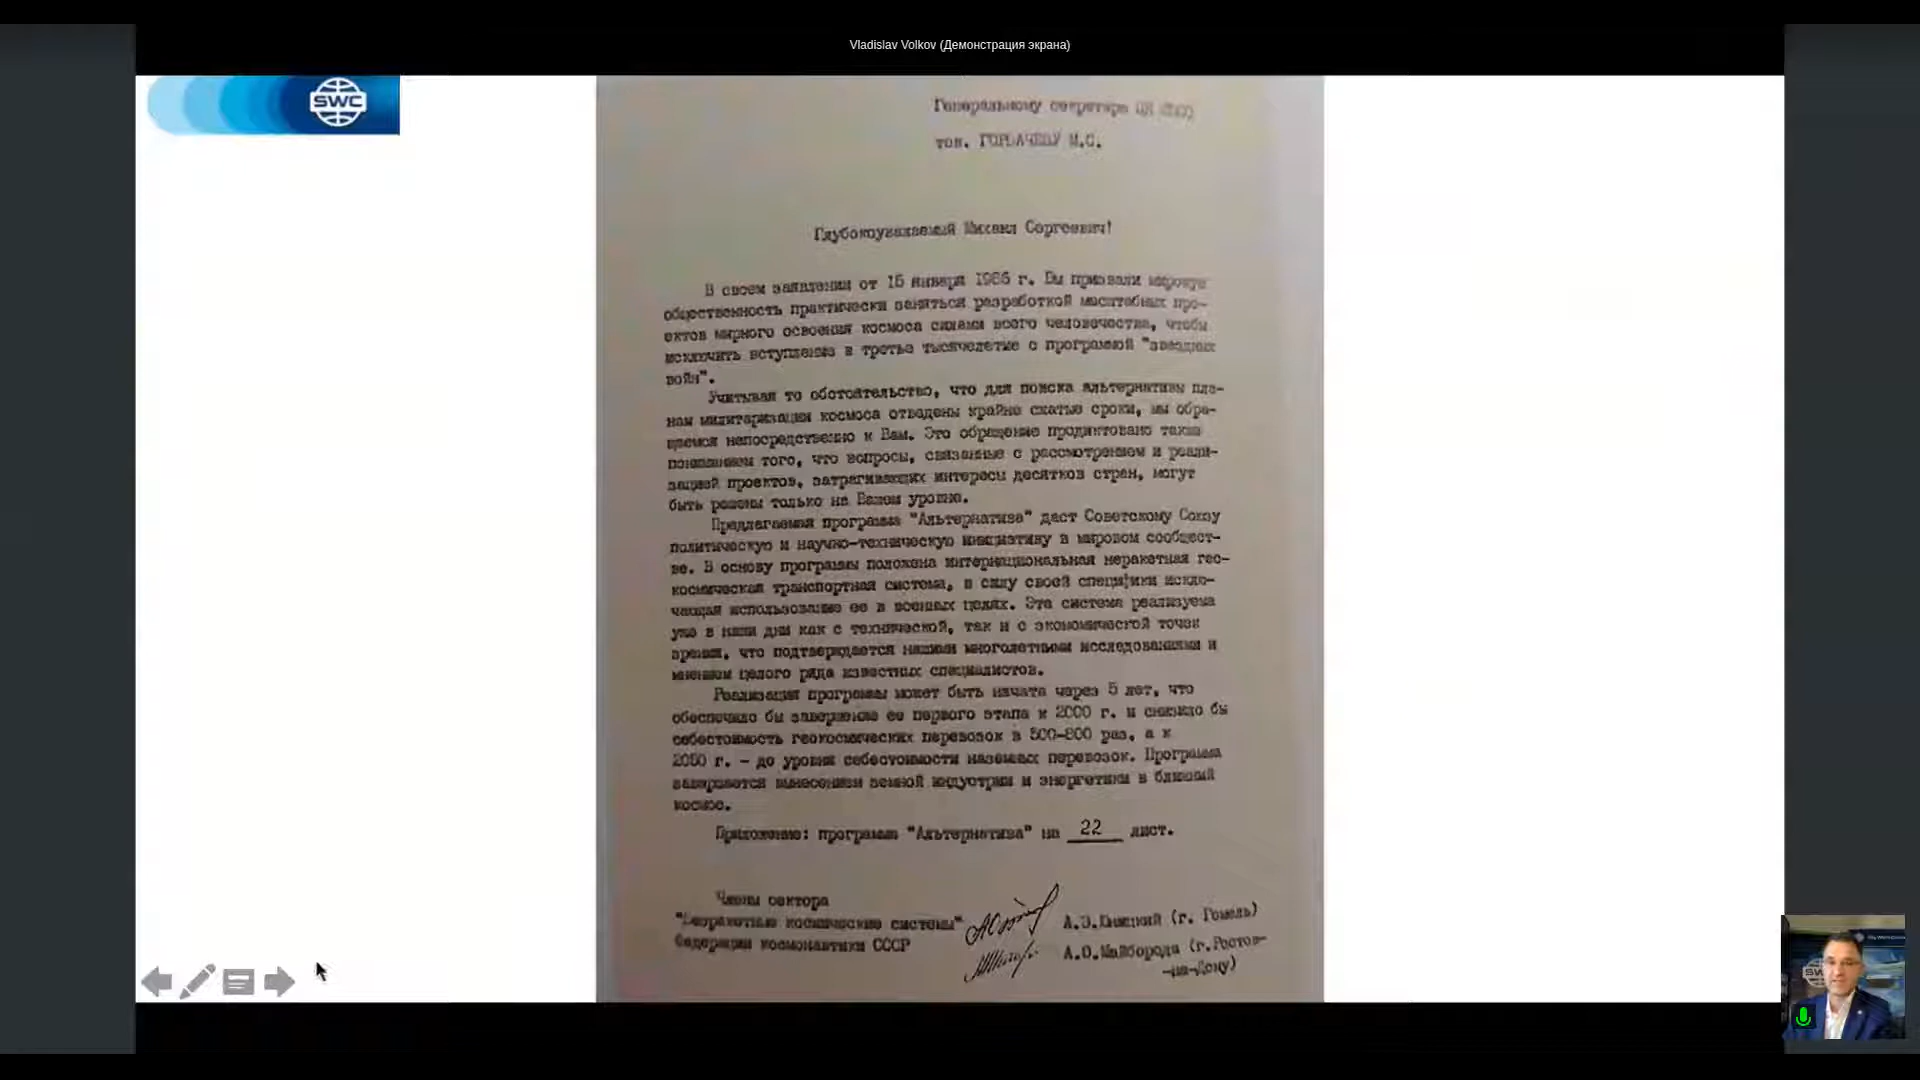 Vladislav Volkov (Демонстрация экрана)
SWC
Генеральному секретарю ЦК КПСС
тов. ГОРБАЧЕВУ М.С.
Глубокоуважаемый Михаил Сергеевич!
В своем заявлении от 15 января 1986 г. Вы призвали мировую
общественность практически заняться разработкой масштабных про-
ектов мирного освоения космоса силами всего человечества, чтобы
исключить вступление в третье тысячелетие с программой "звездных
войн".
Учитывая то обстоятельство, что для поиска альтернативы пла-
нам милитаризации космоса отведены крайне сжатые сроки, мы обра-
щаемся непосредственно к Вам. Это обращение продиктовано также
пониманием того, что вопросы, связанные с рассмотрением и реали-
зацией проектов, затрагивающих интересы десятков стран, могут
быть решены только на Вашем уровне.
Предлагаемая программа "Альтернатива" даст Советскому Союзу
политическую и научно-техническую инициативу в мировом сообщест-
ве. В основу программы положена интернациональная неракетная гео-
космическая транспортная система, в силу своей специфики исклю-
чающая использование ее в военных целях. Эта система реализуема
уже в наши дни как с технической, так и с экономической точек
зрения, что подтверждается нашими многолетними исследованиями и
мнением целого ряда известных специалистов.
Реализация программы может быть начата через 5 лет, что
обеспечило бы завершение ее первого этапа к 2000 г. и снизило бы
себестоимость геокосмических перевозок в 500-800 раз, а к
2050 г. - до уровня себестоимости наземных перевозок. Программа
завершается вынесением земной индустрии и энергетики в ближний
космос.
Приложение: программа "Альтернатива" на 22 лист.
Члены сектора
"Безракетные космические системы"
Федерации космонавтики СССР
А.Э.Юницкий (г. Гомель)
А.О.Майборода (г.Ростов-
-на-Дону)